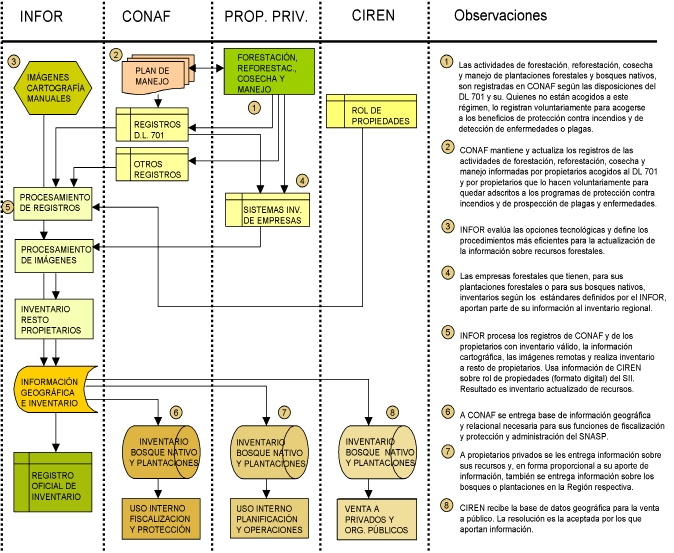 INFOR
CONAF
PROP. PRIV.
CIREN
Observaciones
3
IMÁGENES
CARTOGRAFÍA
MANUALES
2
PLAN DE
MANEJO
FORESTACIÓN,
REFORESTAC.,
COSECHA Y
MANEJO
1
REGISTROS
D.L. 701
ROL DE
PROPIEDADES
OTROS
REGISTROS
4
5
PROCESAMIENTO
DE REGISTROS
SISTEMAS INV.
DE EMPRESAS
PROCESAMIENTO
DE IMÁGENES
INVENTARIO
RESTO
PROPIETARIOS
INFORMACIÓN
GEOGRÁFICA
E INVENTARIO
6
7
8
INVENTARIO
BOSQUE NATIVO
Y PLANTACIONES
INVENTARIO
BOSQUE NATIVO
Y PLANTACIONES
INVENTARIO
BOSQUE NATIVO
Y PLANTACIONES
REGISTRO
OFICIAL DE
INVENTARIO
USO INTERNO
FISCALIZACION
Y PROTECCIÓN
USO INTERNO
PLANIFICACIÓN
Y OPERACIONES
VENTA A
PRIVADOS Y
ORG. PÚBLICOS
1
Las actividades de forestación, reforestación, cosecha
y manejo de plantaciones forestales y bosques nativos,
son registradas en CONAF según las disposiciones del
DL 701 y su. Quienes no están acogidos a este
régimen, lo registran voluntariamente para acogerse
a los beneficios de protección contra incendios y de
detección de enfermedades o plagas.
2
CONAF mantiene y actualiza los registros de las
actividades de forestación, reforestación, cosecha y
manejo informadas por propietarios acogidos al DL 701
y por propietarios que lo hacen voluntariamente para
quedar adscritos a los programas de protección contra
incendios y de prospección de plagas y enfermedades.
3
INFOR evalúa las opciones tecnológicas y define los
procedimientos más eficientes para la actualización de
la información sobre recursos forestales.
4
Las empresas forestales que tienen, para sus
plantaciones forestales o para sus bosques nativos,
inventarios según los estándares definidos por el INFOR,
aportan parte de su información al inventario regional.
5
INFOR procesa los registros de CONAF y de los
propietarios con inventario válido, la información
cartográfica, las imágenes remotas y realiza inventario
a resto de propietarios. Usa información de CIREN
sobre rol de propiedades (formato digital) del SII.
Resultado es inventario actualizado de recursos.
6
A CONAF se entrega base de información geográfica
y relacional necesaria para sus funciones de fiscalización
y protección y administración del SNASP.
7
A propietarios privados se les entrega información sobre
sus recursos y, en forma proporcional a su aporte de
información, también se entrega información sobre los
bosques o plantaciones en la Región respectiva.
8
CIREN recibe la base de datos geográfica para la venta
a público. La resolución es la aceptada por los que
aportan información.